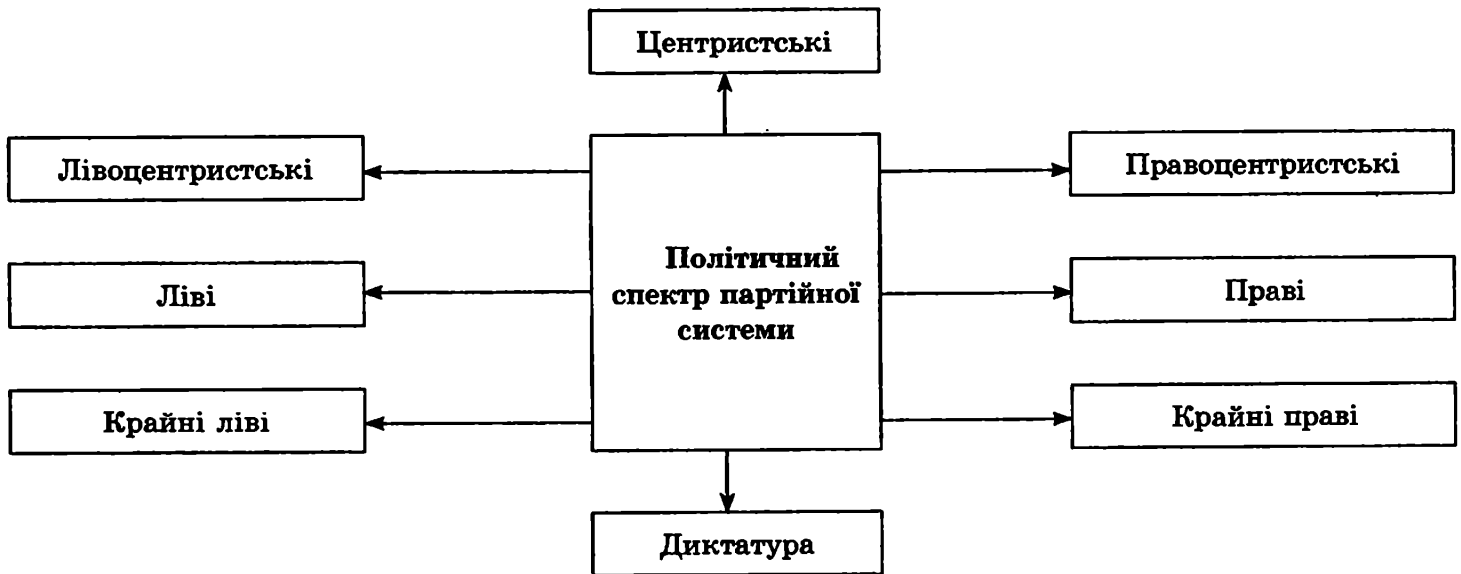 Центристські
Лівоцентристські
Правоцентристські
Політичний
спектр партійної
системи
Ліві
Праві
Крайні ліві
Крайні праві
Диктатура